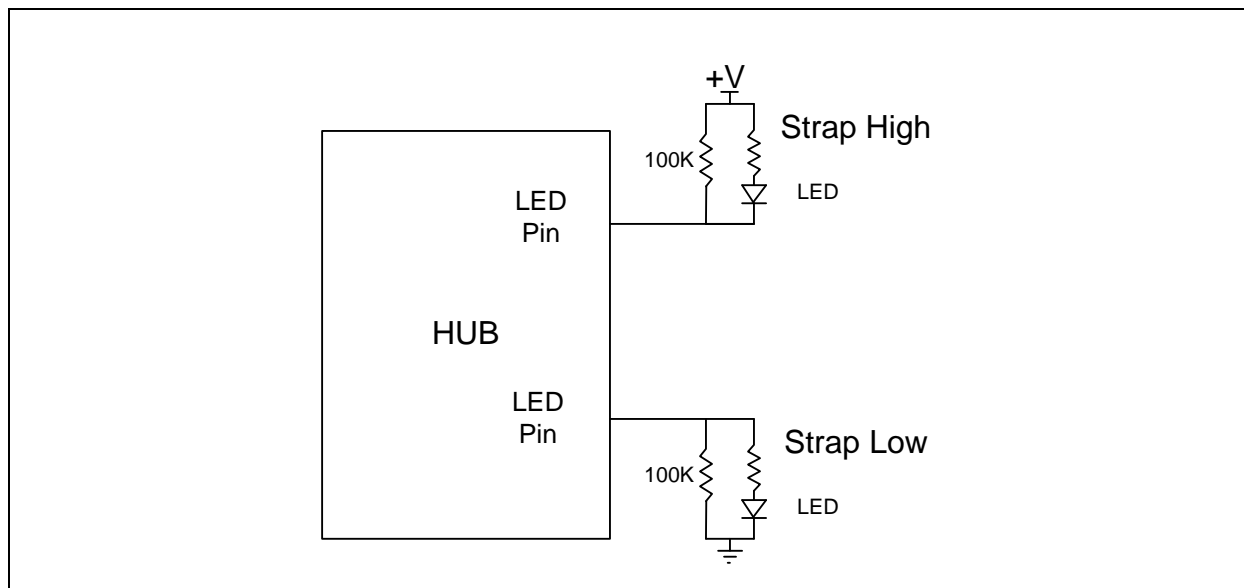 +V
Strap High
100K
LED
LED
Pin
HUB
LED
Pin
Strap Low
100K
LED